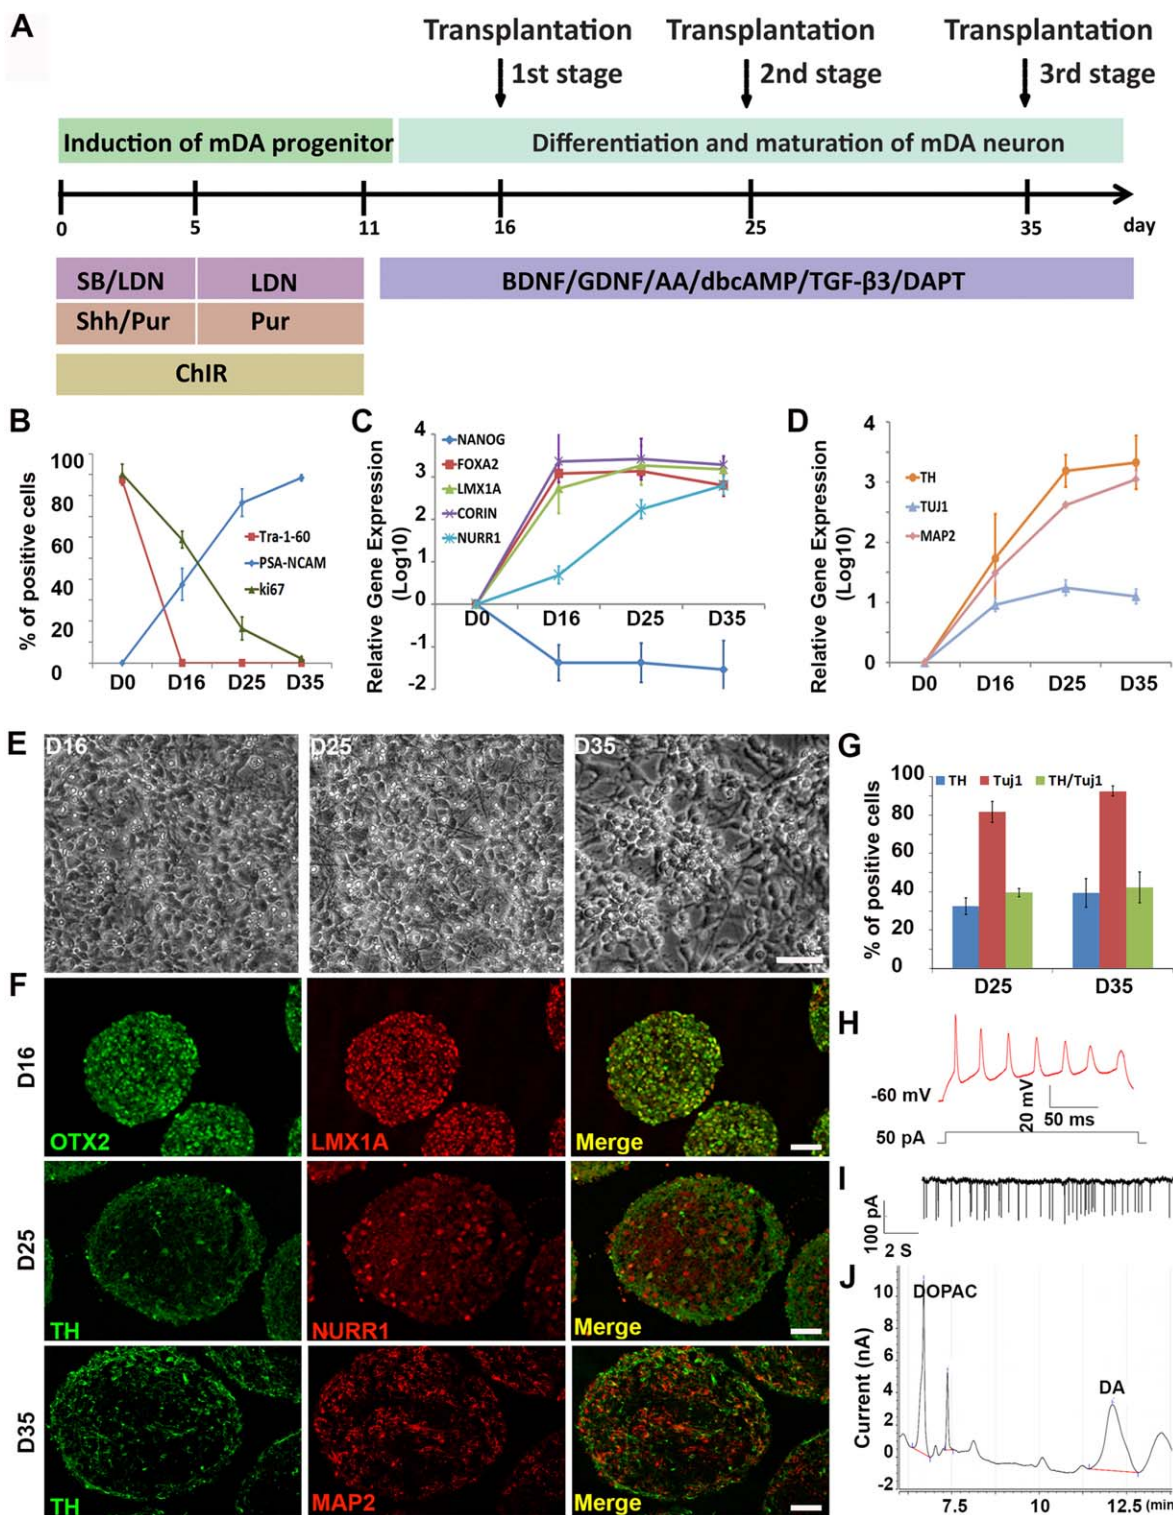 A
Transplantation Transplantation Transplantation
1st stage 2nd stage 3rd stage
Induction of mDA progenitor Differentiation and maturation of mDA neuron
0 5 11 16 25 35 day
SB/LDN LDN BDNF/GDNF/AA/dbcAMP/TGF-β3/DAPT
Shh/Pur Pur
ChIR
B
% of positive cells
100
80
60
40
20
0
Tra-1-60
PSA-NCAM
ki67
D0 D16 D25 D35
C
Relative Gene Expression
(Log10)
4
3
2
1
0
-1
-2
NANOG
FOXA2
LMX1A
CORIN
NURR1
D0 D16 D25 D35
D
Relative Gene Expression
(Log10)
4
3
2
1
0
TH
TUJ1
MAP2
D0 D16 D25 D35
E
D16 D25 D35
G
% of positive cells
100
80
60
40
20
0
TH Tuj1 TH/Tuj1
D25 D35
F
D16
OTX2 LMX1A Merge
D25
TH NURR1 Merge
D35
TH MAP2 Merge
H
-60 mV
20 mV
50 ms
50 pA
I
100 pA
2 S
J
Current (nA)
10
8
6
4
2
0
-2
DOPAC
DA
7.5 10 12.5 (min